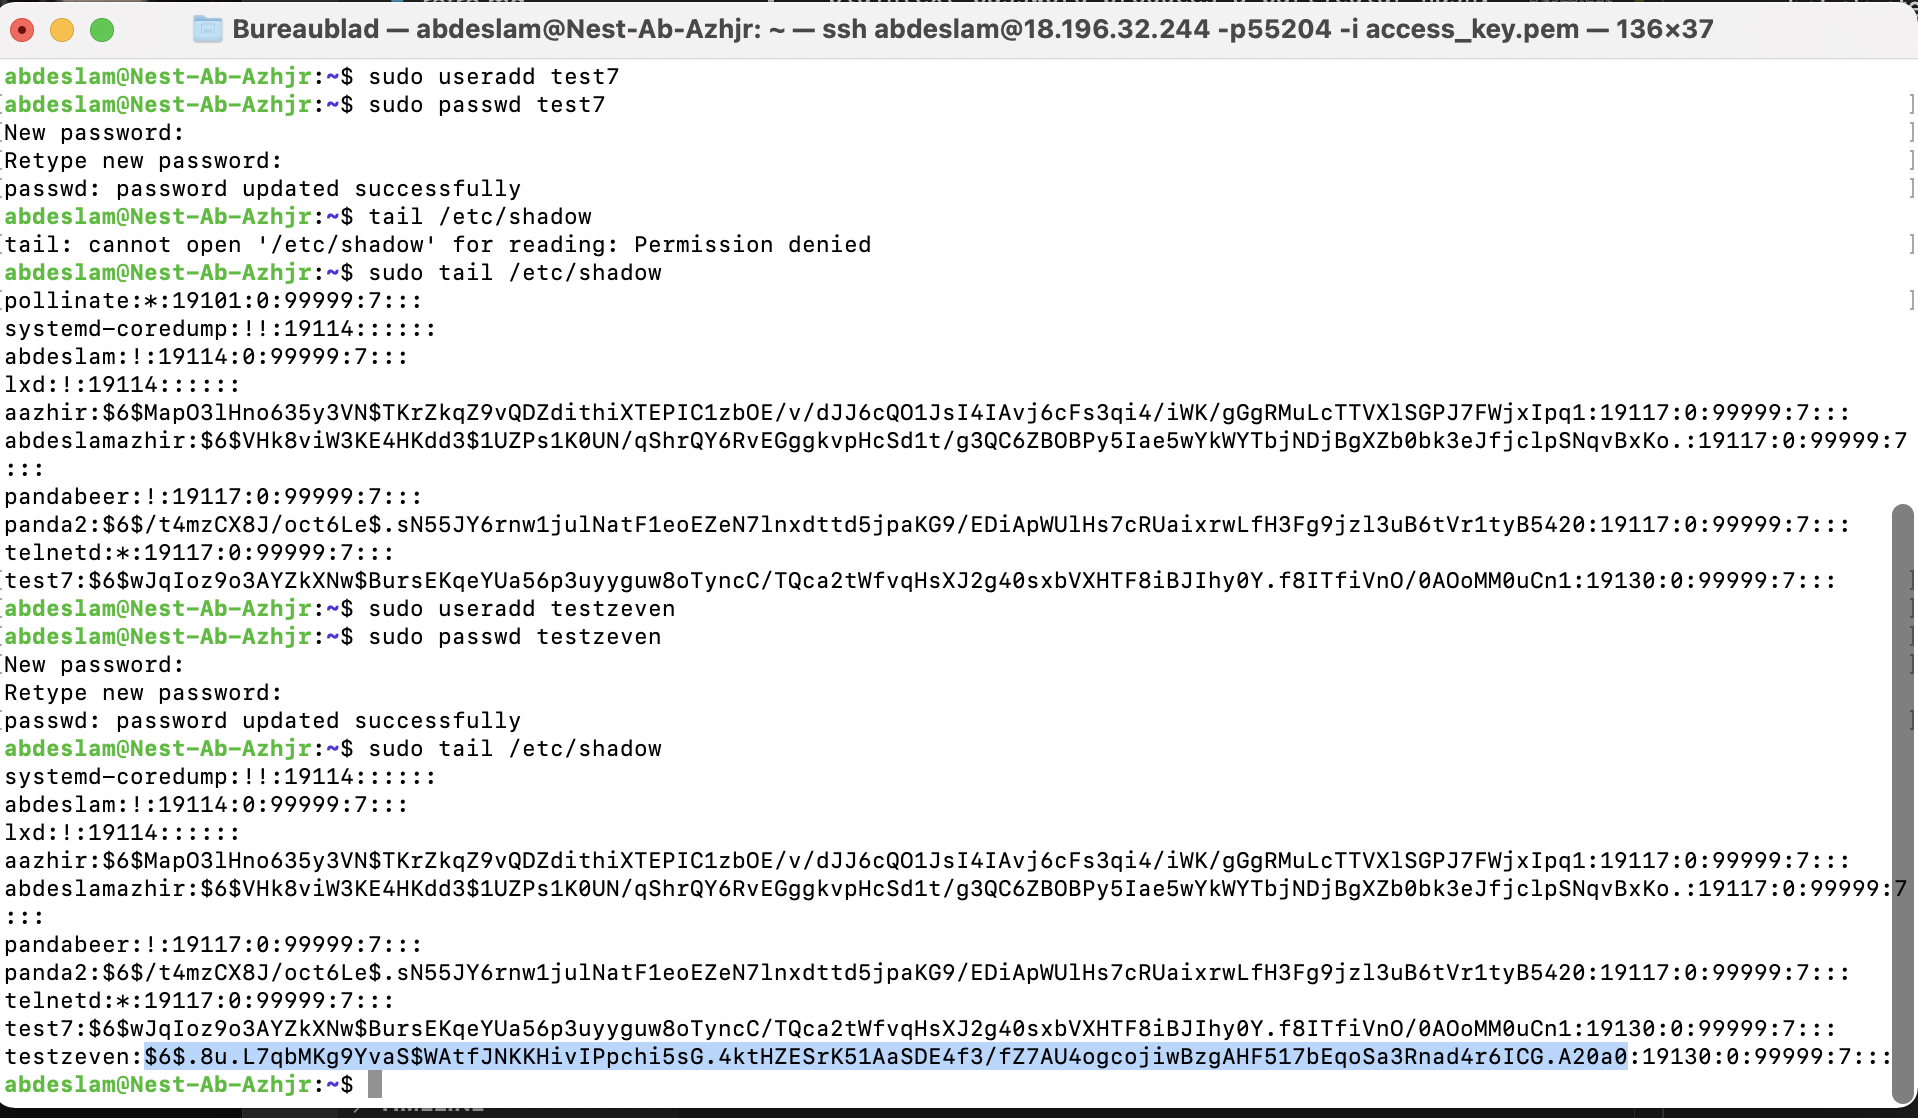 Bureaublad — abdeslam@Nest-Ab-Azhjr: ~ — ssh abdeslam@18.196.32.244 -p55204 -i access_key.pem — 136×37
abdeslam@Nest-Ab-Azhjr:~$ sudo useradd test7
abdeslam@Nest-Ab-Azhjr:~$ sudo passwd test7
New password:
Retype new password:
passwd: password updated successfully
abdeslam@Nest-Ab-Azhjr:~$ tail /etc/shadow
tail: cannot open '/etc/shadow' for reading: Permission denied
abdeslam@Nest-Ab-Azhjr:~$ sudo tail /etc/shadow
pollinate:*:19101:0:99999:7:::
systemd-coredump:!!:19114::::::
abdeslam:!:19114:0:99999:7:::
lxd:!:19114::::::
aazhir:$6$MapO3lHno635y3VN$TKrZkqZ9vQDZdithiXTEPIC1zbOE/v/dJJ6cQO1JsI4IAvj6cFs3qi4/iWK/gGgRMuLcTTVXlSGPJ7FWjxIpq1:19117:0:99999:7:::
abdeslamazhir:$6$VHk8viW3KE4HKdd3$1UZPs1K0UN/qShrQY6RvEGggkvpHcSd1t/g3QC6ZBOBPy5Iae5wYkWYTbjNDjBgXZb0bk3eJfjclpSNqvBxKo.:19117:0:99999:7
:::
pandabeer:!:19117:0:99999:7:::
panda2:$6$/t4mzCX8J/oct6Le$.sN55JY6rnw1julNatF1eoEZeN7lnxdttd5jpaKG9/EDiApWUlHs7cRUaixrwLfH3Fg9jzl3uB6tVr1tyB5420:19117:0:99999:7:::
telnetd:*:19117:0:99999:7:::
test7:$6$wJqIoz9o3AYZkXNw$BursEKqeYUa56p3uyyguw8oTyncC/TQca2tWfvqHsXJ2g40sxbVXHTF8iBJIhy0Y.f8ITfiVnO/0AOoMM0uCn1:19130:0:99999:7:::
abdeslam@Nest-Ab-Azhjr:~$ sudo useradd testzeven
abdeslam@Nest-Ab-Azhjr:~$ sudo passwd testzeven
New password:
Retype new password:
passwd: password updated successfully
abdeslam@Nest-Ab-Azhjr:~$ sudo tail /etc/shadow
systemd-coredump:!!:19114::::::
abdeslam:!:19114:0:99999:7:::
lxd:!:19114::::::
aazhir:$6$MapO3lHno635y3VN$TKrZkqZ9vQDZdithiXTEPIC1zbOE/v/dJJ6cQO1JsI4IAvj6cFs3qi4/iWK/gGgRMuLcTTVXlSGPJ7FWjxIpq1:19117:0:99999:7:::
abdeslamazhir:$6$VHk8viW3KE4HKdd3$1UZPs1K0UN/qShrQY6RvEGggkvpHcSd1t/g3QC6ZBOBPy5Iae5wYkWYTbjNDjBgXZb0bk3eJfjclpSNqvBxKo.:19117:0:99999:7
:::
pandabeer:!:19117:0:99999:7:::
panda2:$6$/t4mzCX8J/oct6Le$.sN55JY6rnw1julNatF1eoEZeN7lnxdttd5jpaKG9/EDiApWUlHs7cRUaixrwLfH3Fg9jzl3uB6tVr1tyB5420:19117:0:99999:7:::
telnetd:*:19117:0:99999:7:::
test7:$6$wJqIoz9o3AYZkXNw$BursEKqeYUa56p3uyyguw8oTyncC/TQca2tWfvqHsXJ2g40sxbVXHTF8iBJIhy0Y.f8ITfiVnO/0AOoMM0uCn1:19130:0:99999:7:::
testzeven:$6$.8u.L7qbMKg9YvaS$WAtfJNKKHivIPpchi5sG.4ktHZESrK51AaSDE4f3/fZ7AU4ogcojiwBzgAHF517bEqoSa3Rnad4r6ICG.A20a0:19130:0:99999:7:::
abdeslam@Nest-Ab-Azhjr:~$